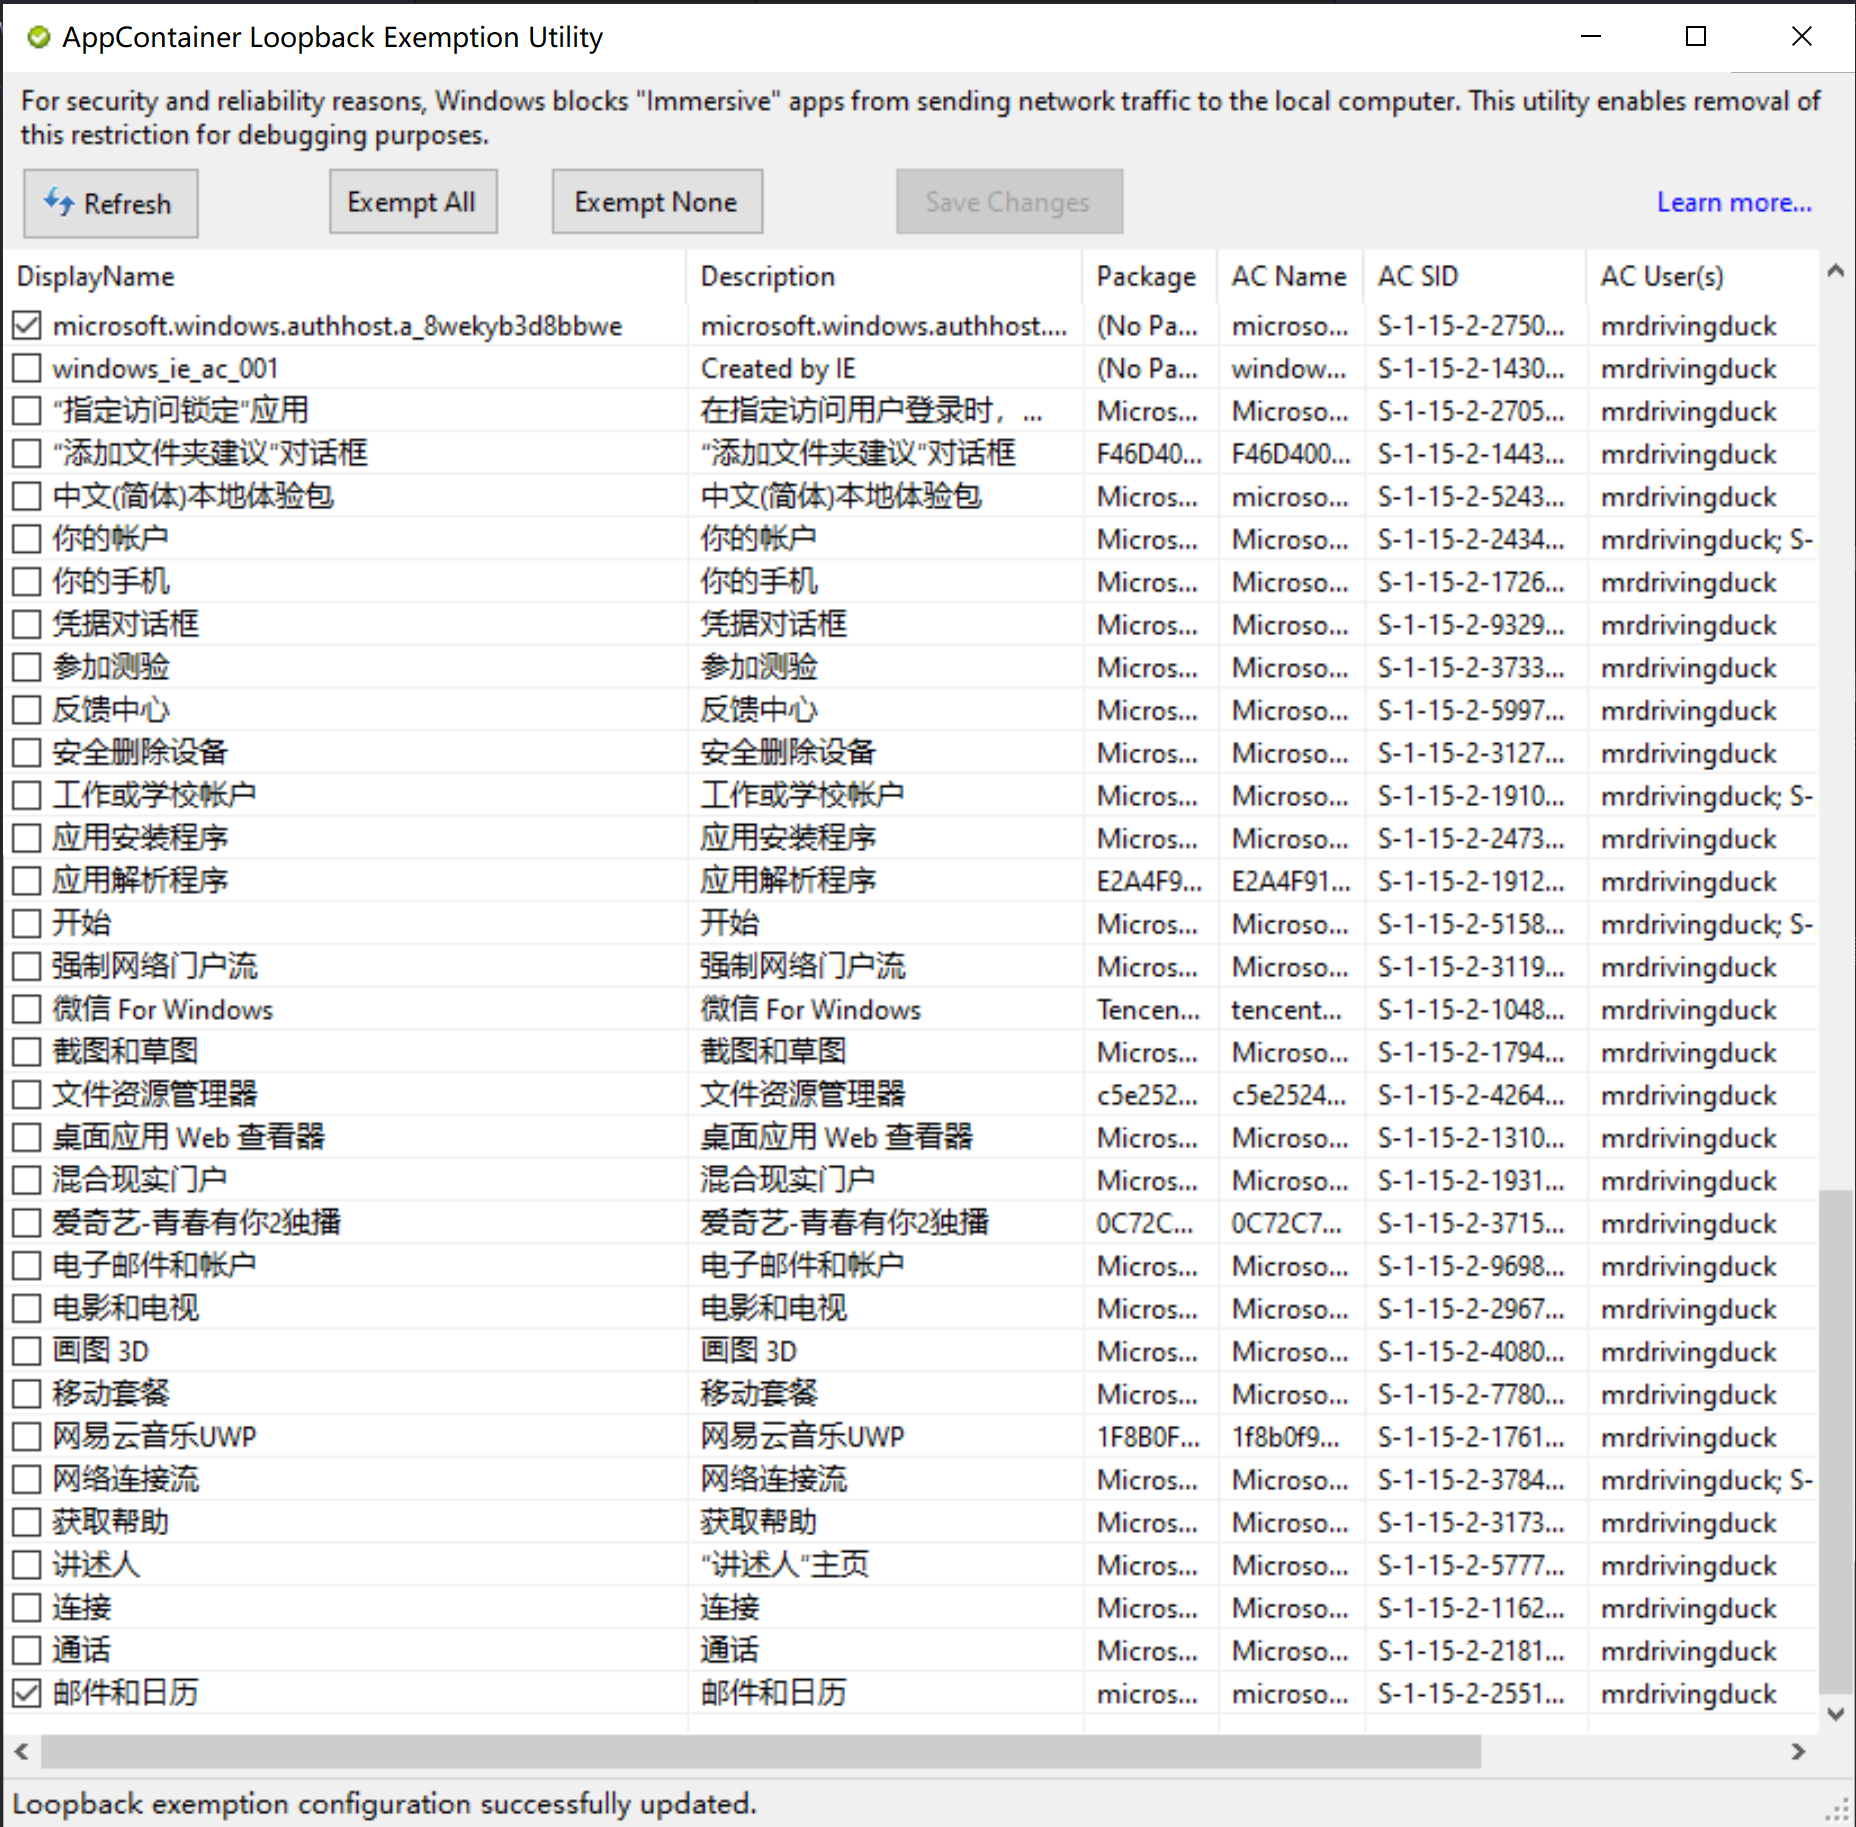 AppContainer Loopback Exemption Utility
For security and reliability reasons, Windows blocks "Immersive" apps from sending network traffic to the local computer. This utility enables removal of
this restriction for debugging purposes.
Refresh Exempt All Exempt None Save Changes Learn more...
DisplayName Description Package AC Name AC SID AC User(s)
microsoft.windows.authhost.a_8wekyb3d8bbwe microsoft.windows.authhost.... (No Pa... microso... S-1-15-2-2750... mrdrivingduck
windows_ie_ac_001 Created by IE (No Pa... window... S-1-15-2-1430... mrdrivingduck
“指定访问锁定”应用 在指定访问用户登录时，... Micros... Microso... S-1-15-2-2705... mrdrivingduck
“添加文件夹建议”对话框 “添加文件夹建议”对话框 F46D40... F46D400... S-1-15-2-1443... mrdrivingduck
中文(简体)本地体验包 中文(简体)本地体验包 Micros... microso... S-1-15-2-5243... mrdrivingduck
你的帐户 你的帐户 Micros... Microso... S-1-15-2-2434... mrdrivingduck; S-
你的手机 你的手机 Micros... Microso... S-1-15-2-1726... mrdrivingduck
凭据对话框 凭据对话框 Micros... Microso... S-1-15-2-9329... mrdrivingduck
参加测验 参加测验 Micros... Microso... S-1-15-2-3733... mrdrivingduck
反馈中心 反馈中心 Micros... Microso... S-1-15-2-5997... mrdrivingduck
安全删除设备 安全删除设备 Micros... Microso... S-1-15-2-3127... mrdrivingduck
工作或学校帐户 工作或学校帐户 Micros... Microso... S-1-15-2-1910... mrdrivingduck; S-
应用安装程序 应用安装程序 Micros... Microso... S-1-15-2-2473... mrdrivingduck
应用解析程序 应用解析程序 E2A4F9... E2A4F91... S-1-15-2-1912... mrdrivingduck
开始 开始 Micros... Microso... S-1-15-2-5158... mrdrivingduck; S-
强制网络门户流 强制网络门户流 Micros... Microso... S-1-15-2-3119... mrdrivingduck
微信 For Windows 微信 For Windows Tencen... tencent... S-1-15-2-1048... mrdrivingduck
截图和草图 截图和草图 Micros... Microso... S-1-15-2-1794... mrdrivingduck
文件资源管理器 文件资源管理器 c5e252... c5e2524... S-1-15-2-4264... mrdrivingduck
桌面应用 Web 查看器 桌面应用 Web 查看器 Micros... Microso... S-1-15-2-1310... mrdrivingduck
混合现实门户 混合现实门户 Micros... Microso... S-1-15-2-1931... mrdrivingduck
爱奇艺-青春有你2独播 爱奇艺-青春有你2独播 0C72C... 0C72C7... S-1-15-2-3715... mrdrivingduck
电子邮件和帐户 电子邮件和帐户 Micros... Microso... S-1-15-2-9698... mrdrivingduck
电影和电视 电影和电视 Micros... Microso... S-1-15-2-2967... mrdrivingduck
画图 3D 画图 3D Micros... Microso... S-1-15-2-4080... mrdrivingduck
移动套餐 移动套餐 Micros... Microso... S-1-15-2-7780... mrdrivingduck
网易云音乐UWP 网易云音乐UWP 1F8B0F... 1f8b0f9... S-1-15-2-1761... mrdrivingduck
网络连接流 网络连接流 Micros... Microso... S-1-15-2-3784... mrdrivingduck; S-
获取帮助 获取帮助 Micros... Microso... S-1-15-2-3173... mrdrivingduck
讲述人 “讲述人”主页 Micros... Microso... S-1-15-2-5777... mrdrivingduck
连接 连接 Micros... Microso... S-1-15-2-1162... mrdrivingduck
通话 通话 Micros... Microso... S-1-15-2-2181... mrdrivingduck
邮件和日历 邮件和日历 micros... microso... S-1-15-2-2551... mrdrivingduck
Loopback exemption configuration successfully updated.